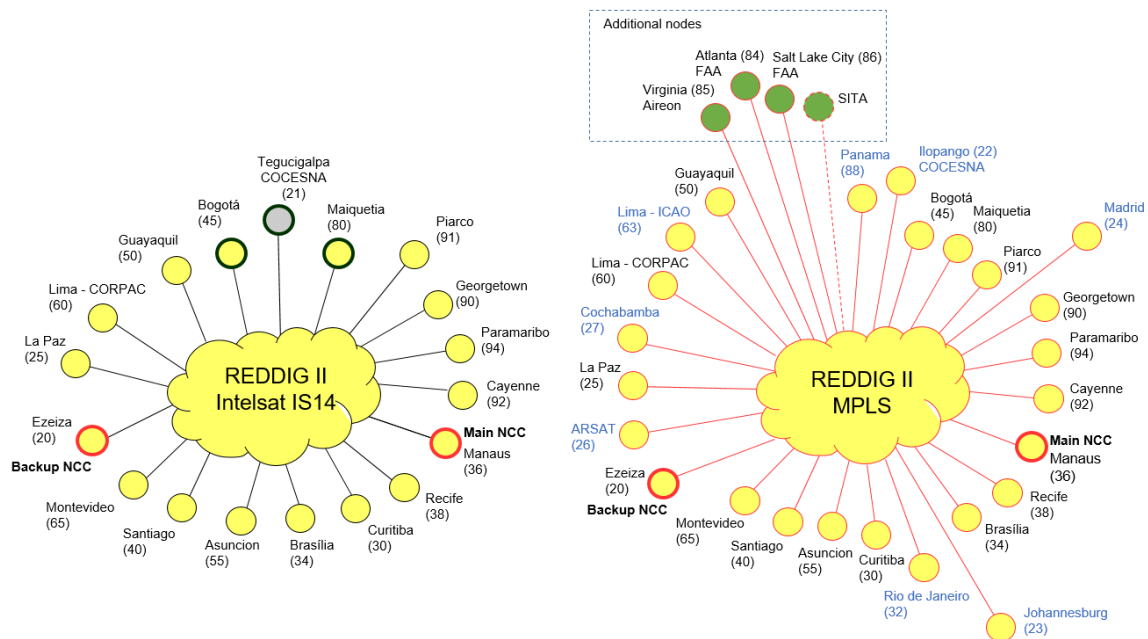 Tegucigalpa
COCESNA
(21)
Bogotá
(45)
Maiquetia
(80)
Piarco
(91)
Guayaquil
(50)
Georgetown
(90)
Lima - CORPAC
(60)
Paramaribo
(94)
La Paz
(25)
Cayenne
(92)
REDDIG II
Intelsat IS14
Ezeiza
(20)
Backup NCC
Main NCC
Manaus
(36)
Montevideo
(65)
Santiago
(40)
Asuncion
(55)
Brasília
(34)
Curitiba
(30)
Recife
(38)
Additional nodes
Atlanta (84)
FAA
Salt Lake City (86)
FAA
Virginia (85)
Aireon
SITA
Guayaquil
(50)
Panama
(88)
Ilopango (22)
COCESNA
Lima - ICAO
(63)
Bogotá
(45)
Maiquetia
(80)
Madrid
(24)
Lima - CORPAC
(60)
Piarco
(91)
Cochabamba
(27)
Georgetown
(90)
La Paz
(25)
Paramaribo
(94)
REDDIG II
MPLS
Cayenne
(92)
ARSAT
(26)
Main NCC
Manaus
(36)
Ezeiza
(20)
Backup NCC
Recife
(38)
Montevideo
(65)
Santiago
(40)
Asuncion
(55)
Curitiba
(30)
Brasília
(34)
Rio de Janeiro
(32)
Johannesburg
(23)